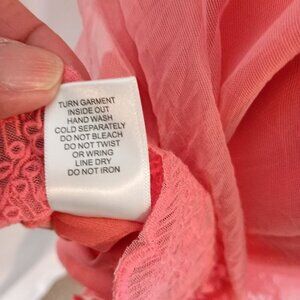 TURN GARMENT
INSIDE OUT
HAND WASH
COLD SEPARATELY
DO NOT BLEACH
DO NOT TWIST
OR WRING
LINE DRY
DO NOT IRON